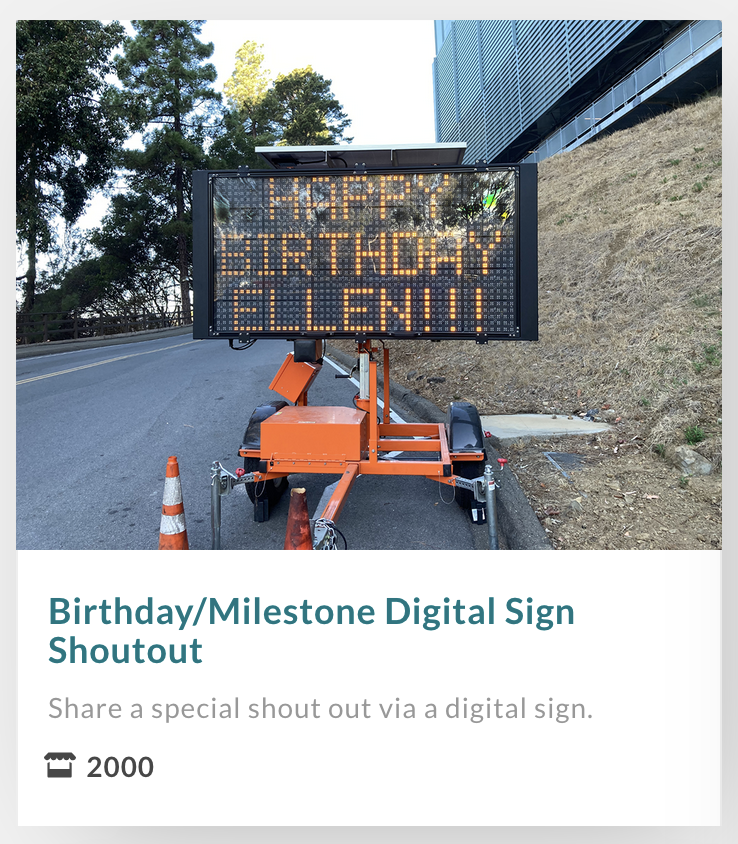 HAPPY
BIRTHDAY
ELLEN!!!
Birthday/Milestone Digital Sign
Shoutout
Share a special shout out via a digital sign.
2000